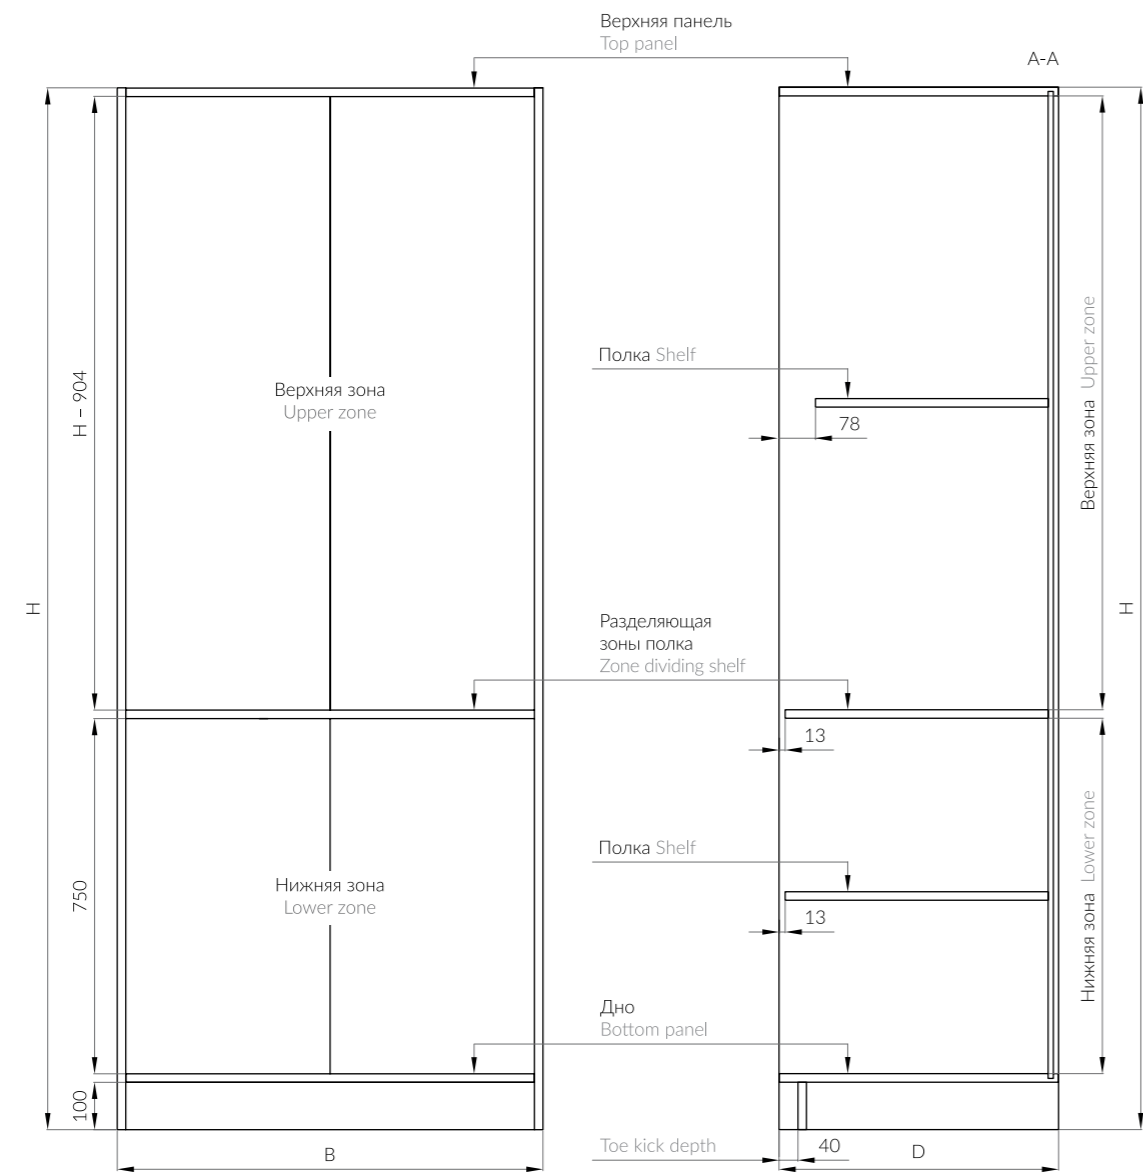 Верхняя панель
Top panel
A-A
H – 904
Верхняя зона
Upper zone
Полка Shelf
78
Верхняя зона Upper zone
H
Разделяющая
зоны полка
Zone dividing shelf
H
13
Полка Shelf
750
Нижняя зона
Lower zone
13
Нижняя зона Lower zone
Дно
Bottom panel
100
B
Toe kick depth
40
D